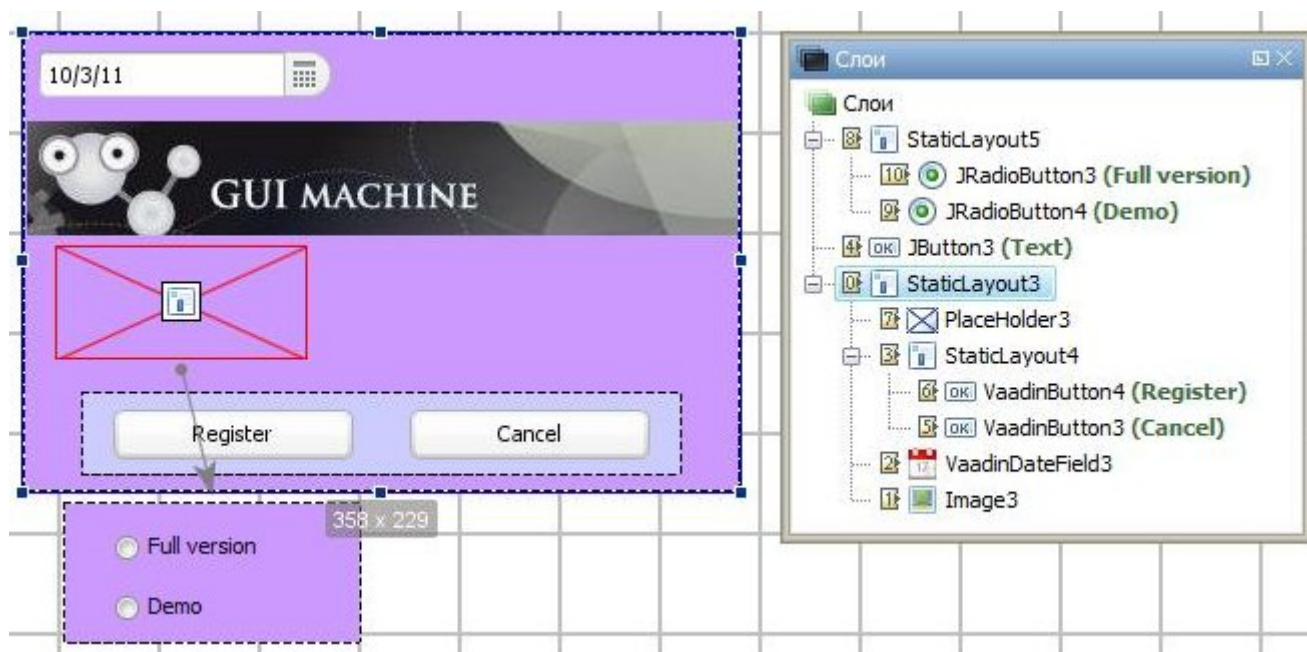 10/3/11
GUI MACHINE
Register
Cancel
358 x 229
Full version
Demo
Слои
Слои
8 StaticLayout5
10 JRadioButton3 (Full version)
9 JRadioButton4 (Demo)
4 OK JButton3 (Text)
0 StaticLayout3
7 PlaceHolder3
3 StaticLayout4
6 OK VaadinButton4 (Register)
5 OK VaadinButton3 (Cancel)
2 17 VaadinDateField3
1 Image3